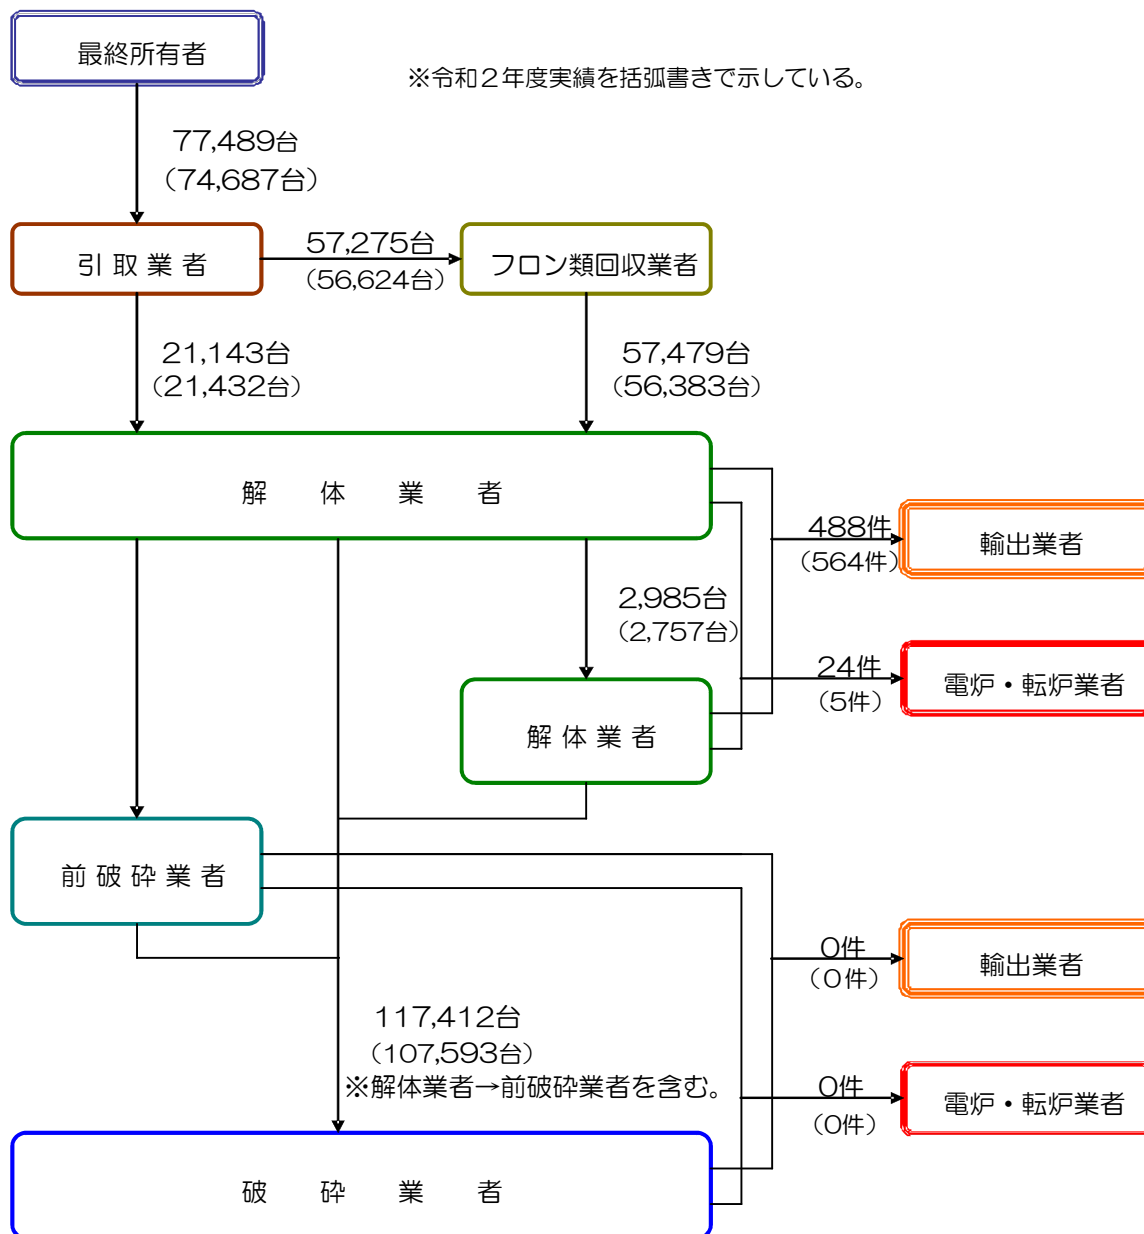 最終所有者
※令和２年度実績を括弧書きで示している。
77,489台
（74,687台）
引取業者
57,275台
（56,624台）
フロン類回収業者
21,143台
（21,432台）
57,479台
（56,383台）
解体業者
488件
（564件）
輸出業者
2,985台
（2,757台）
24件
（5件）
電炉・転炉業者
解体業者
前破砕業者
0件
（0件）
輸出業者
117,412台
（107,593台）
※解体業者→前破砕業者を含む。
0件
（0件）
電炉・転炉業者
破砕業者